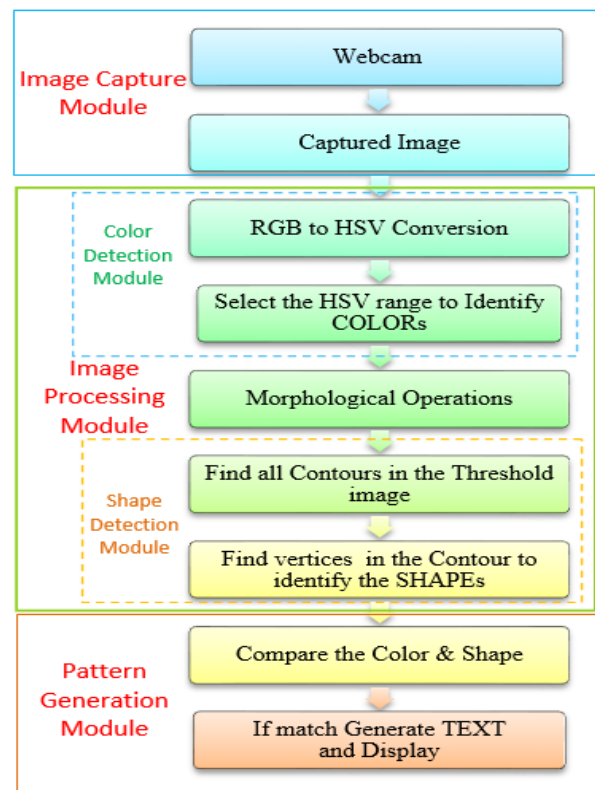 Image Capture
Module
Webcam
Captured Image
Color
Detection
Module
RGB to HSV Conversion
Select the HSV range to Identify
COLORs
Image
Processing
Module
Morphological Operations
Shape
Detection
Module
Find all Contours in the Threshold
image
Find vertices in the Contour to
identify the SHAPEs
Pattern
Generation
Module
Compare the Color & Shape
If match Generate TEXT
and Display